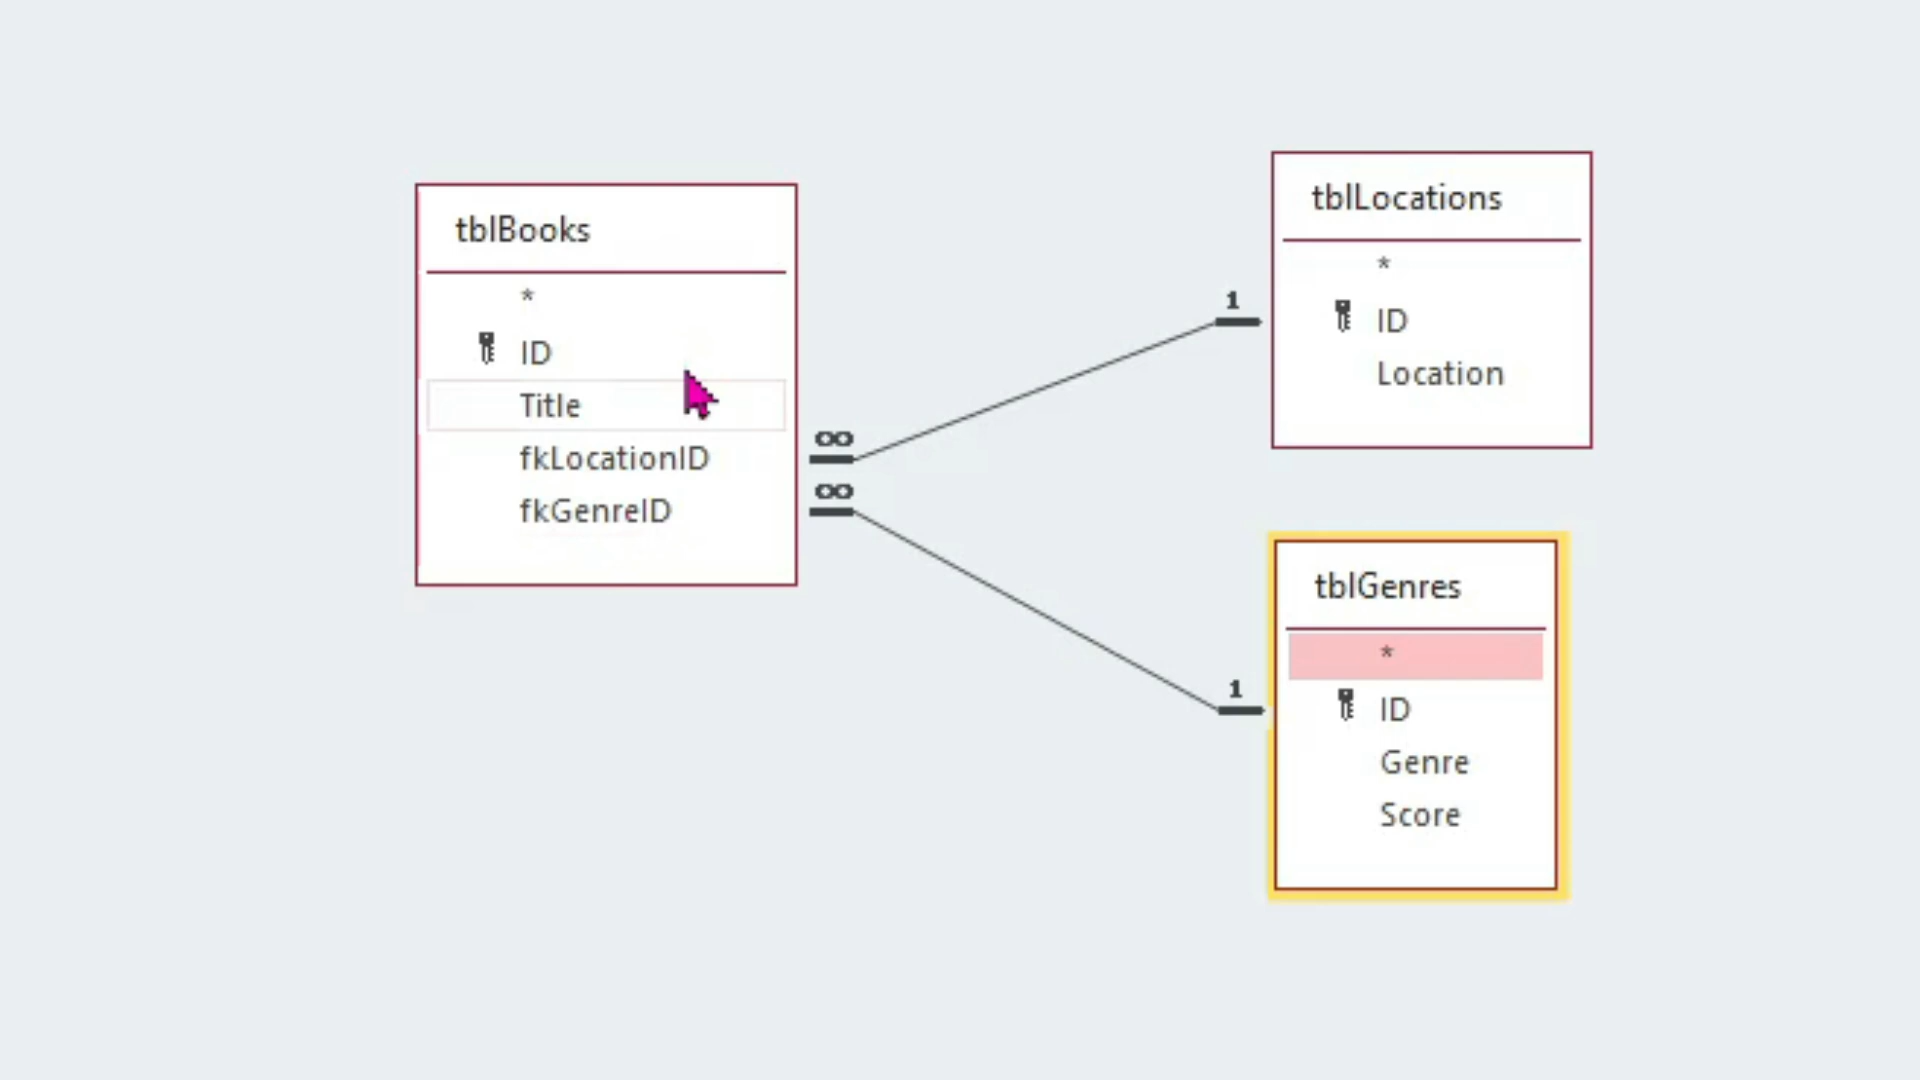 tblBooks
*
ID
Title
fkLocationID
fkGenreID
∞
∞
1
1
tblLocations
*
ID
Location
tblGenres
*
ID
Genre
Score